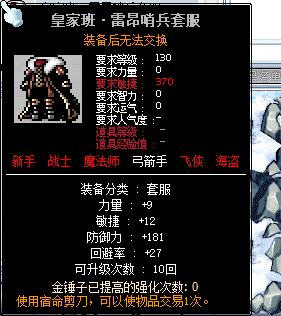 皇家班·雷昂哨兵套服
装备后无法交换
要求等级: 130
要求力量: 0
要求敏捷: 370
要求智力: 0
要求运气: 0
要求人气度: -
道具等级: -
道具经验值: -
新手 战士 魔法师 弓箭手 飞侠 海盗
装备分类 : 套服
力量 : +9
敏捷 : +12
防御力 : +181
回避率 : +27
可升级次数 : 10回
金锤子已提高的强化次数: 0
使用宿命剪刀，可以使物品交易1次。